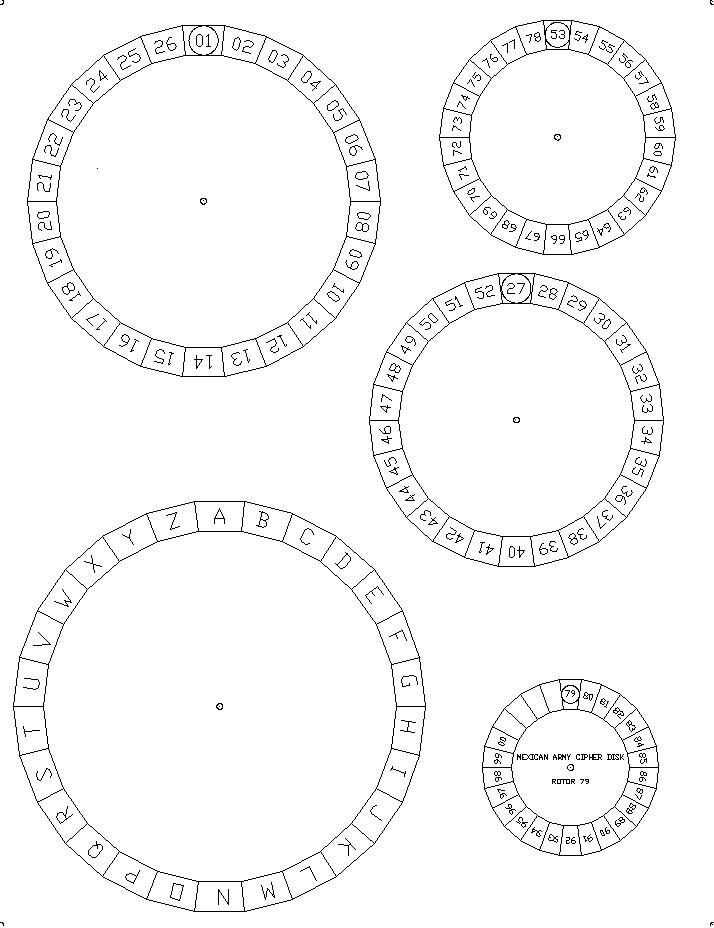 01 02 03 04 05 06 07 08 09 10 11 12 13 14 15 16 17 18 19 20 21 22 23 24 25 26
53 54 55 56 57 58 59 60 61 62 63 64 65 66 67 68 69 70 71 72 73 74 75 76 77 78
27 28 29 30 31 32 33 34 35 36 37 38 39 40 41 42 43 44 45 46 47 48 49 50 51 52
A B C D E F G H I J K L M N O P Q R S T U V W X Y Z
79 80 81 82 83 84 85 86 87 88 89 90 91 92 93 94 95 96 97 98 99 00
MEXICAN ARMY CIPHER DISK
ROTOR 79